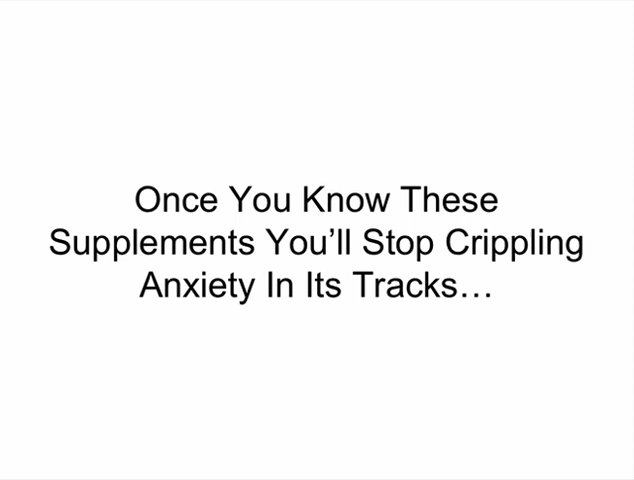 Once You Know These
Supplements You’ll Stop Crippling
Anxiety In Its Tracks…